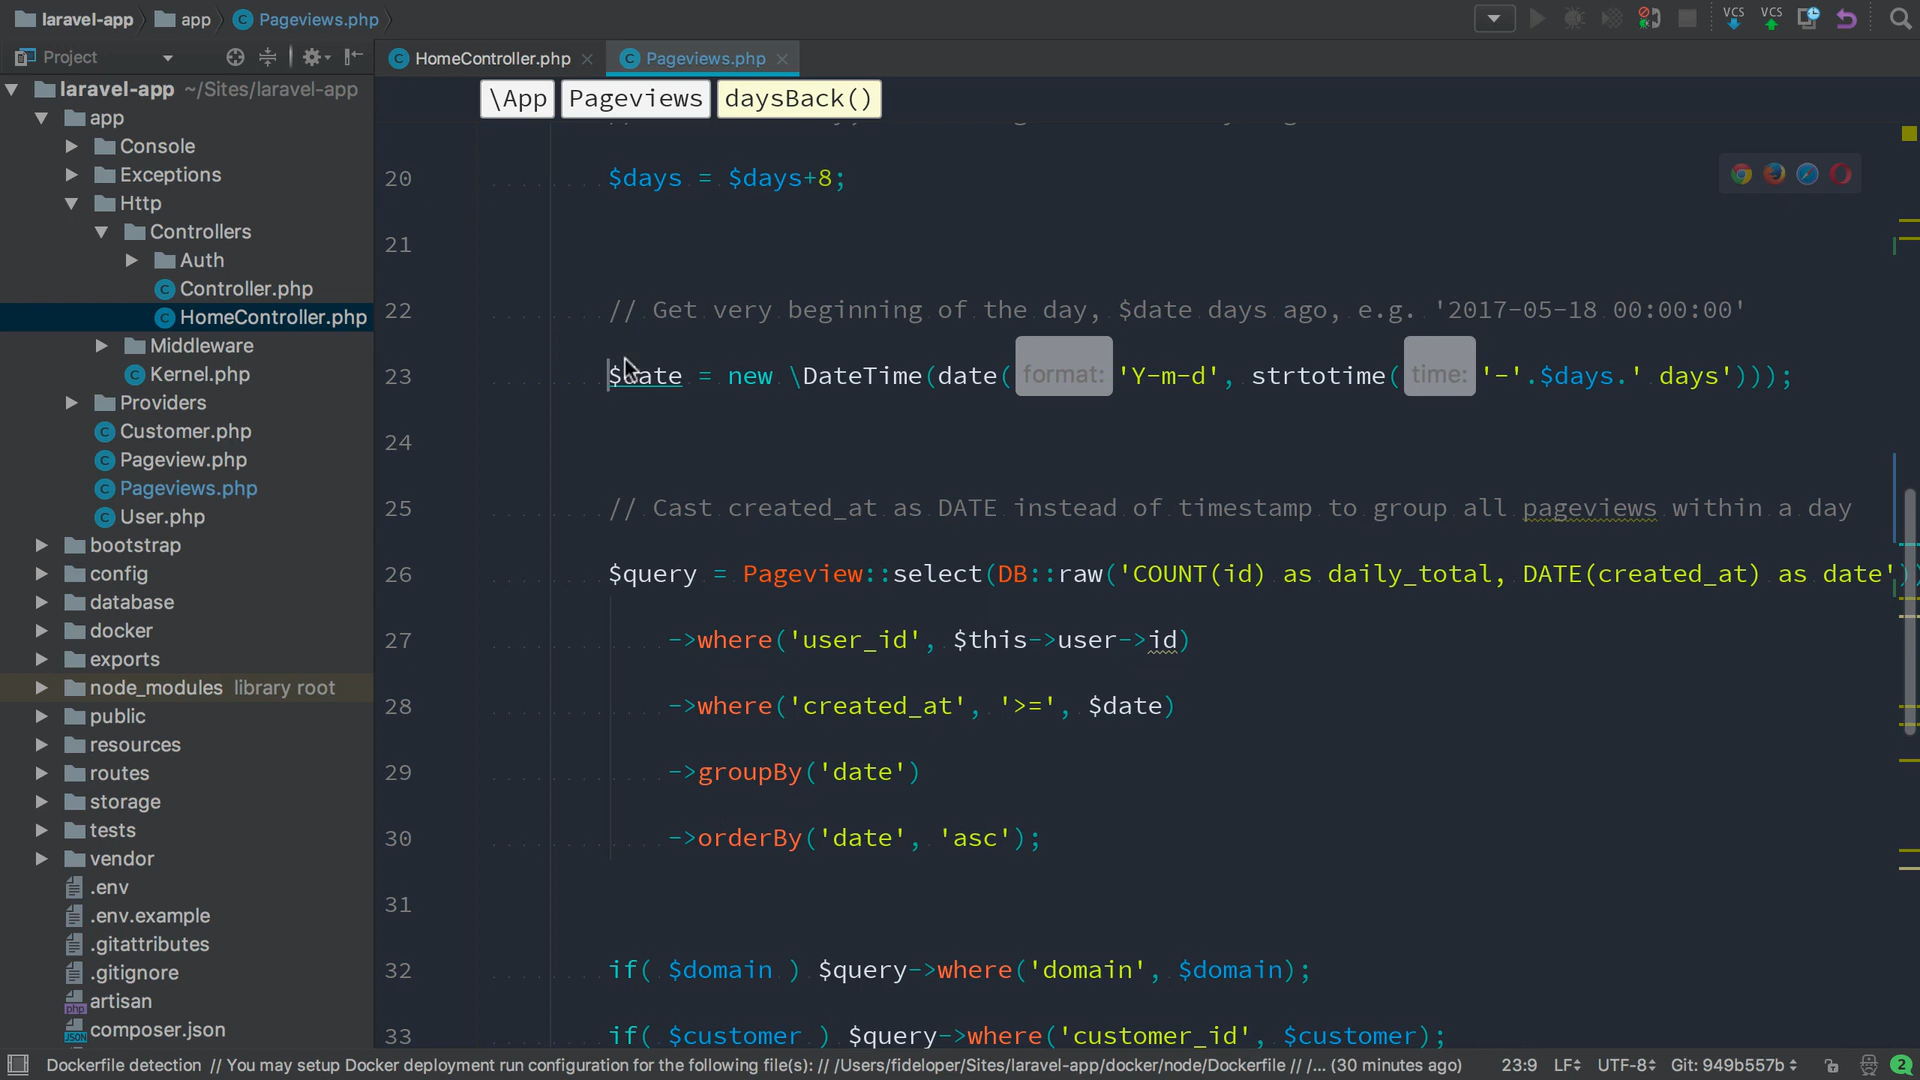 laravel-app app Pageviews.php
VCS VCS
Project
HomeController.php Pageviews.php
laravel-app ~/Sites/laravel-app
app
Console
Exceptions
Http
Controllers
Auth
Controller.php
HomeController.php
Middleware
Kernel.php
Providers
Customer.php
Pageview.php
Pageviews.php
User.php
bootstrap
config
database
docker
exports
node_modules library root
public
resources
routes
storage
tests
vendor
.env
.env.example
.gitattributes
.gitignore
artisan
composer.json
\App Pageviews daysBack()
20 $days = $days+8;
21
22 // Get very beginning of the day, $date days ago, e.g. '2017-05-18 00:00:00'
23 $date = new \DateTime(date( format: 'Y-m-d', strtotime( time: '-'.$days.' days')));
24
25 // Cast created_at as DATE instead of timestamp to group all pageviews within a day
26 $query = Pageview::select(DB::raw('COUNT(id) as daily_total, DATE(created_at) as date'))
27 ->where('user_id', $this->user->id)
28 ->where('created_at', '>=', $date)
29 ->groupBy('date')
30 ->orderBy('date', 'asc');
31
32 if( $domain ) $query->where('domain', $domain);
33 if( $customer ) $query->where('customer_id', $customer);
Dockerfile detection // You may setup Docker deployment run configuration for the following file(s): // /Users/fideloper/Sites/laravel-app/docker/node/Dockerfile // /... (30 minutes ago) 23:9 LF UTF-8 Git: 949b557b 2